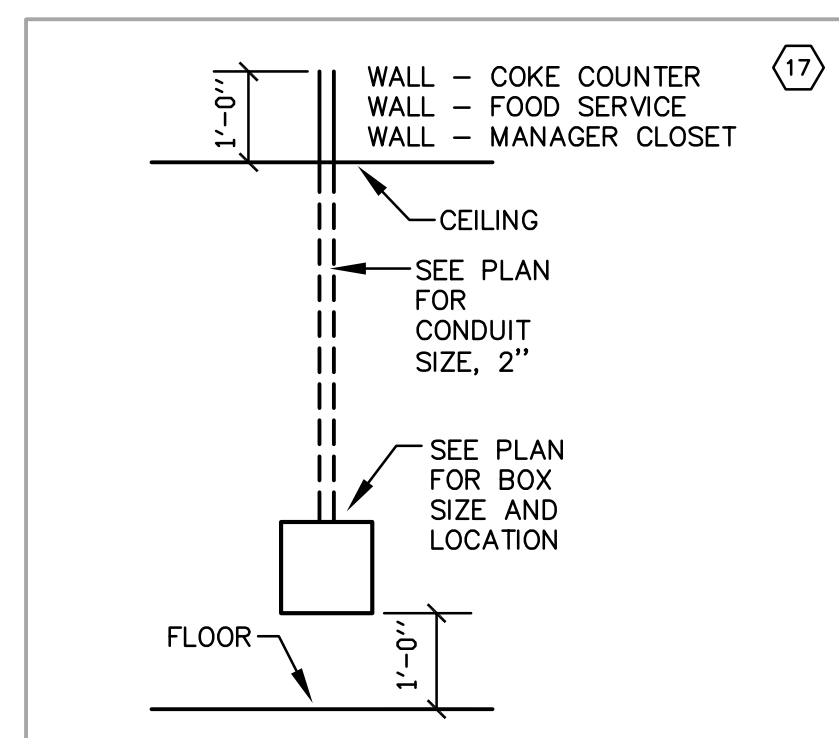 1'-0"
WALL – COKE COUNTER
WALL – FOOD SERVICE
WALL – MANAGER CLOSET
17
CEILING
SEE PLAN
FOR
CONDUIT
SIZE, 2"
SEE PLAN
FOR BOX
SIZE AND
LOCATION
FLOOR
1'-0"